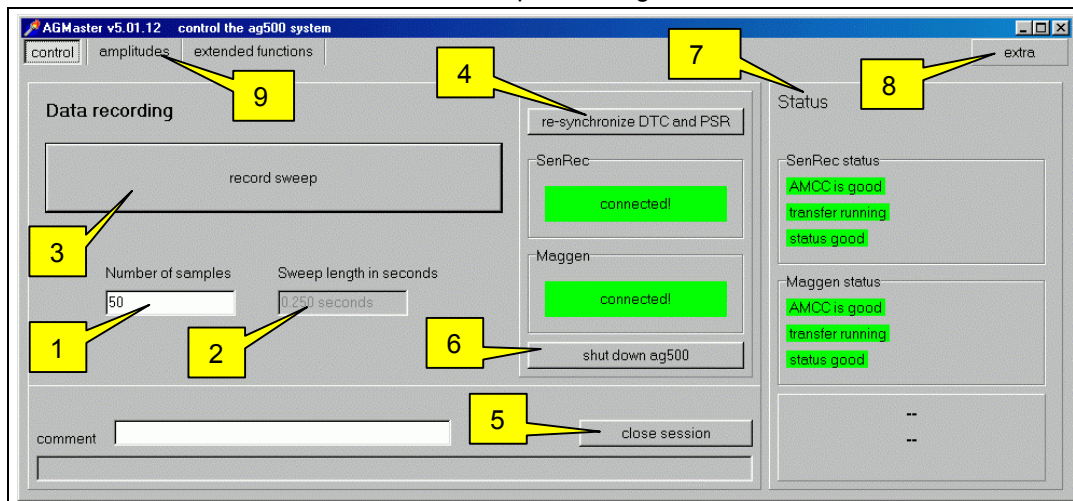 AGMaster v5.01.12 control the ag500 system
control amplitudes extended functions extra
7
4
8
9
Data recording
re-synchronize DTC and PSR
Status
record sweep
3
SenRec
connected!
SenRec status
AMCC is good
transfer running
status good
Number of samples
50
1
Sweep length in seconds
0.250 seconds
2
Maggen
connected!
6
shut down ag500
Maggen status
AMCC is good
transfer running
status good
comment
5
close session
--
--